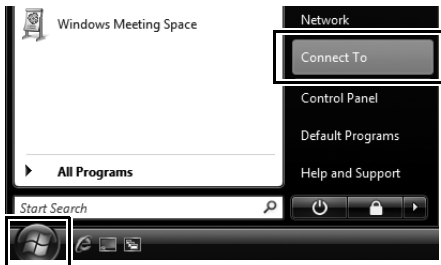 Windows Meeting Space
Network
Connect To
Control Panel
Default Programs
All Programs
Help and Support
Start Search